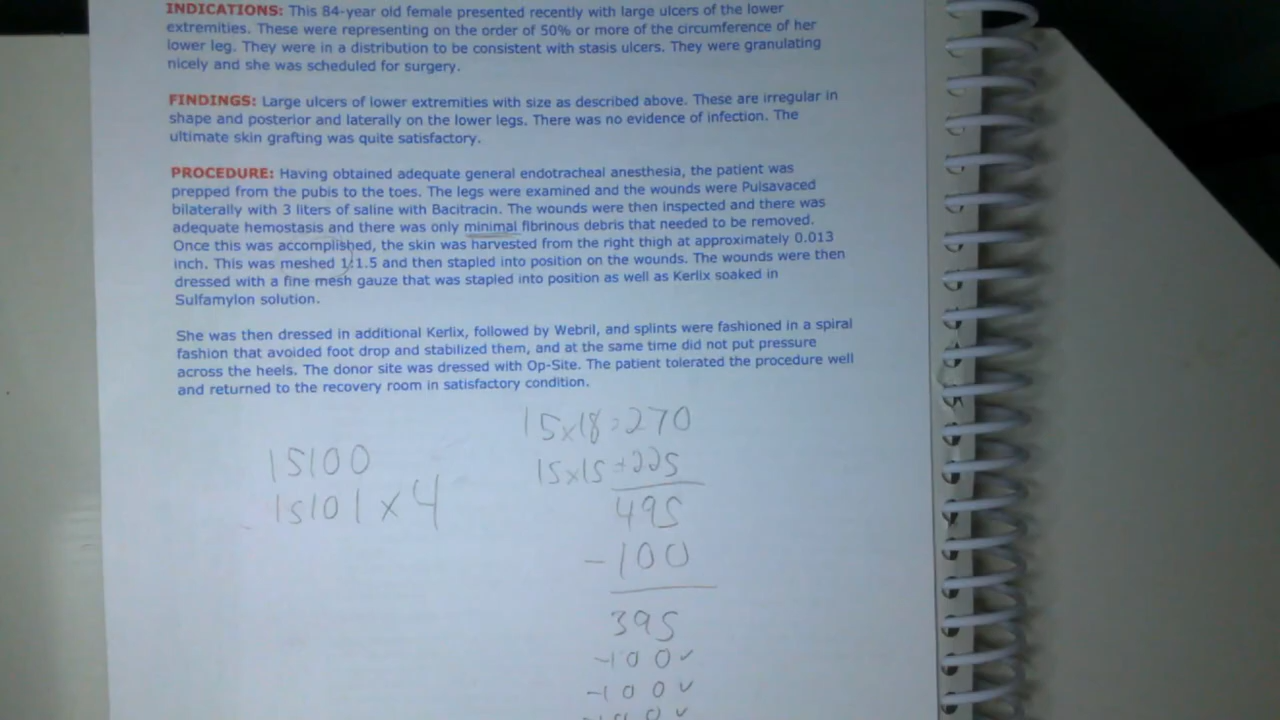 INDICATIONS: This 84-year old female presented recently with large ulcers of the lower
extremities. These were representing on the order of 50% or more of the circumference of her
lower leg. They were in a distribution to be consistent with stasis ulcers. They were granulating
nicely and she was scheduled for surgery.
FINDINGS: Large ulcers of lower extremities with size as described above. These are irregular in
shape and posterior and laterally on the lower legs. There was no evidence of infection. The
ultimate skin grafting was quite satisfactory.
PROCEDURE: Having obtained adequate general endotracheal anesthesia, the patient was
prepped from the pubis to the toes. The legs were examined and the wounds were Pulsavaced
bilaterally with 3 liters of saline with Bacitracin. The wounds were then inspected and there was
adequate hemostasis and there was only minimal fibrinous debris that needed to be removed.
Once this was accomplished, the skin was harvested from the right thigh at approximately 0.013
inch. This was meshed 1:1.5 and then stapled into position on the wounds. The wounds were then
dressed with a fine mesh gauze that was stapled into position as well as Kerlix soaked in
Sulfamylon solution.
She was then dressed in additional Kerlix, followed by Webril, and splints were fashioned in a spiral
fashion that avoided foot drop and stabilized them, and at the same time did not put pressure
across the heels. The donor site was dressed with Op-Site. The patient tolerated the procedure well
and returned to the recovery room in satisfactory condition.
15100
15101 x 4
15x18=270
15x15 +225
495
-100
395
-100✓
-100✓
-100✓